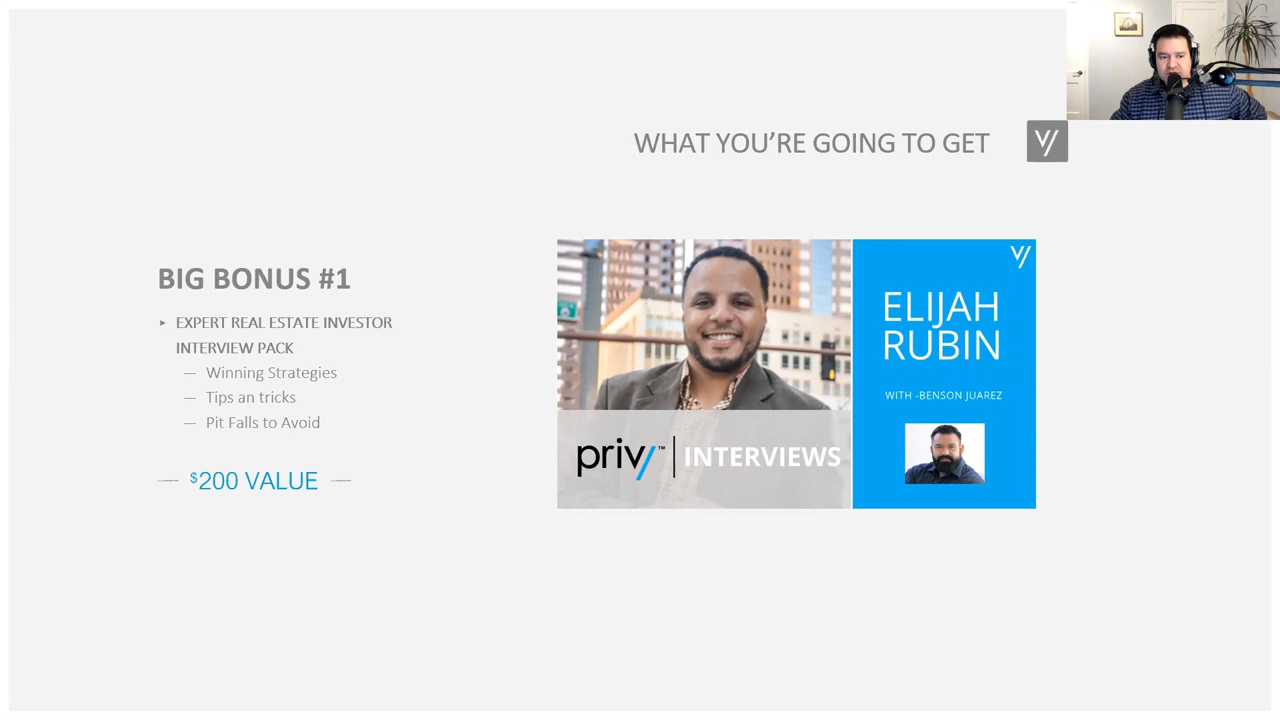 WHAT YOU'RE GOING TO GET
BIG BONUS #1
EXPERT REAL ESTATE INVESTOR
INTERVIEW PACK
— Winning Strategies
— Tips an tricks
— Pit Falls to Avoid
$200 VALUE
privy™ | INTERVIEWS
ELIJAH
RUBIN
WITH -BENSON JUAREZ